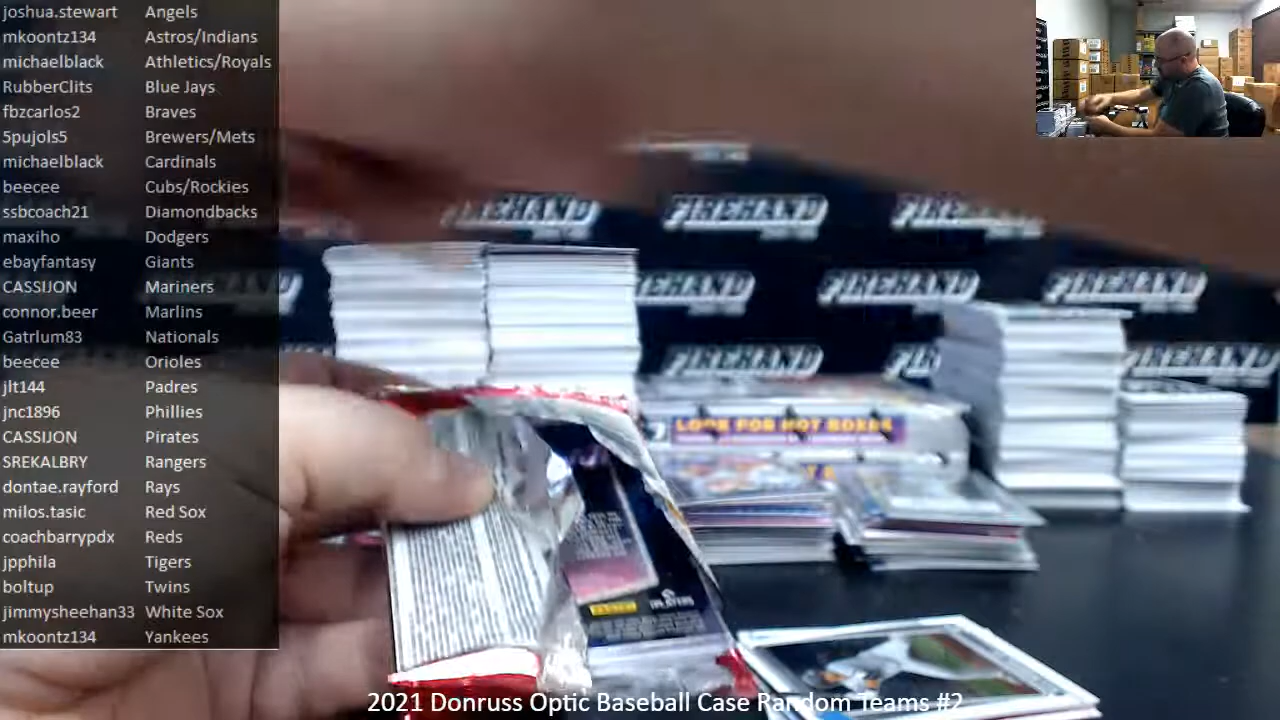 joshua.stewart Angels
mkoontz134 Astros/Indians
michaelblack Athletics/Royals
RubberClits Blue Jays
fbzcarlos2 Braves
5pujols5 Brewers/Mets
michaelblack Cardinals
beecee Cubs/Rockies
ssbcoach21 Diamondbacks
maxiho Dodgers
ebayfantasy Giants
CASSIJON Mariners
connor.beer Marlins
Gatrlum83 Nationals
beecee Orioles
jlt144 Padres
jnc1896 Phillies
CASSIJON Pirates
SREKALBRY Rangers
dontae.rayford Rays
milos.tasic Red Sox
coachbarrypdx Reds
jpphila Tigers
boltup Twins
jimmysheehan33 White Sox
mkoontz134 Yankees
FIREHAND FIREHAND FIREHAND
FIREHAND FIREHAND FIREHAND
FIREHAND FIREHAND
LOOK FOR HOT BOXES
PANINI
2021 Donruss Optic Baseball Case Random Teams #2